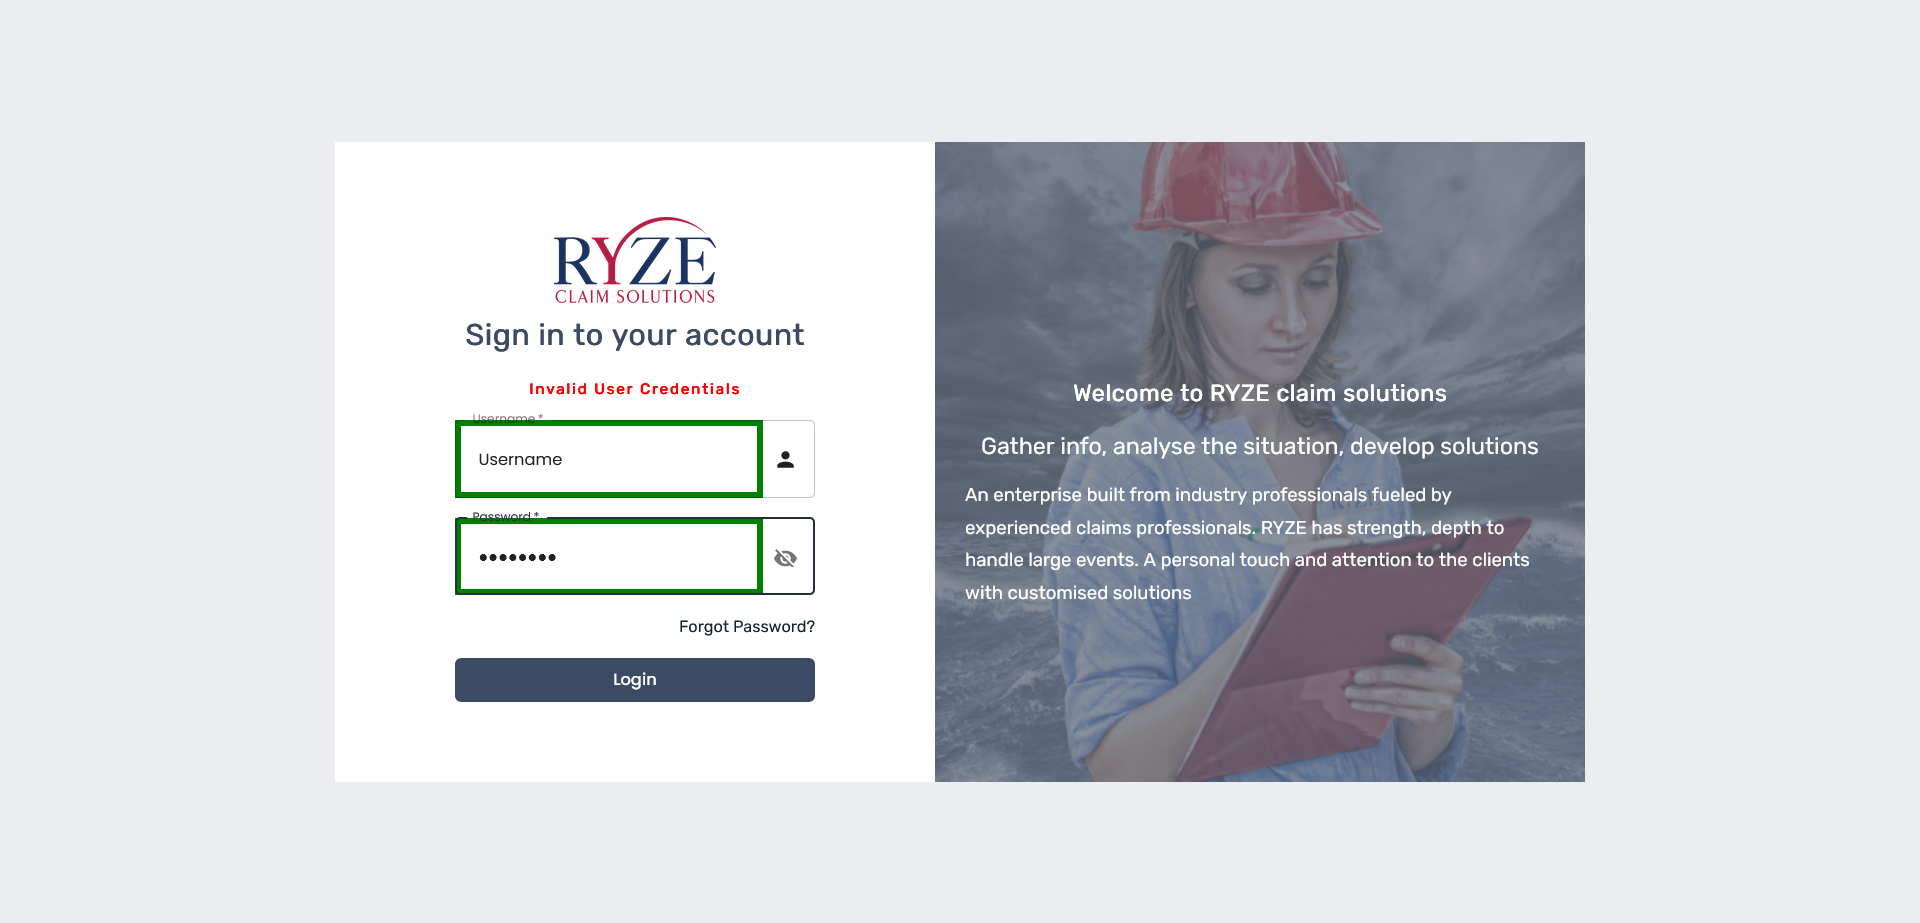 RYZE
CLAIM SOLUTIONS
Sign in to your account
Invalid User Credentials
Username *
Username
Password *
••••••••
Forgot Password?
Login
Welcome to RYZE claim solutions
Gather info, analyse the situation, develop solutions
An enterprise built from industry professionals fueled by
experienced claims professionals. RYZE has strength, depth to
handle large events. A personal touch and attention to the clients
with customised solutions